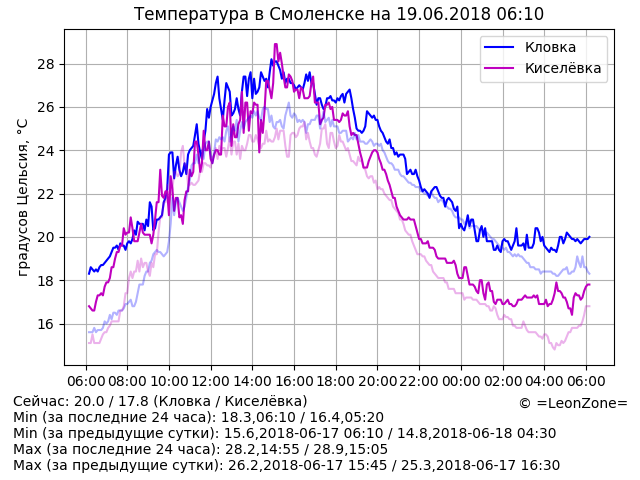 Температура в Смоленске на 19.06.2018 06:10
Кловка
Киселёвка
градусов Цельсия, °C
28
26
24
22
20
18
16
06:00 08:00 10:00 12:00 14:00 16:00 18:00 20:00 22:00 00:00 02:00 04:00 06:00
Сейчас: 20.0 / 17.8 (Кловка / Киселёвка)
© =LeonZone=
Min (за последние 24 часа): 18.3,06:10 / 16.4,05:20
Min (за предыдущие сутки): 15.6,2018-06-17 06:10 / 14.8,2018-06-18 04:30
Max (за последние 24 часа): 28.2,14:55 / 28.9,15:05
Max (за предыдущие сутки): 26.2,2018-06-17 15:45 / 25.3,2018-06-17 16:30